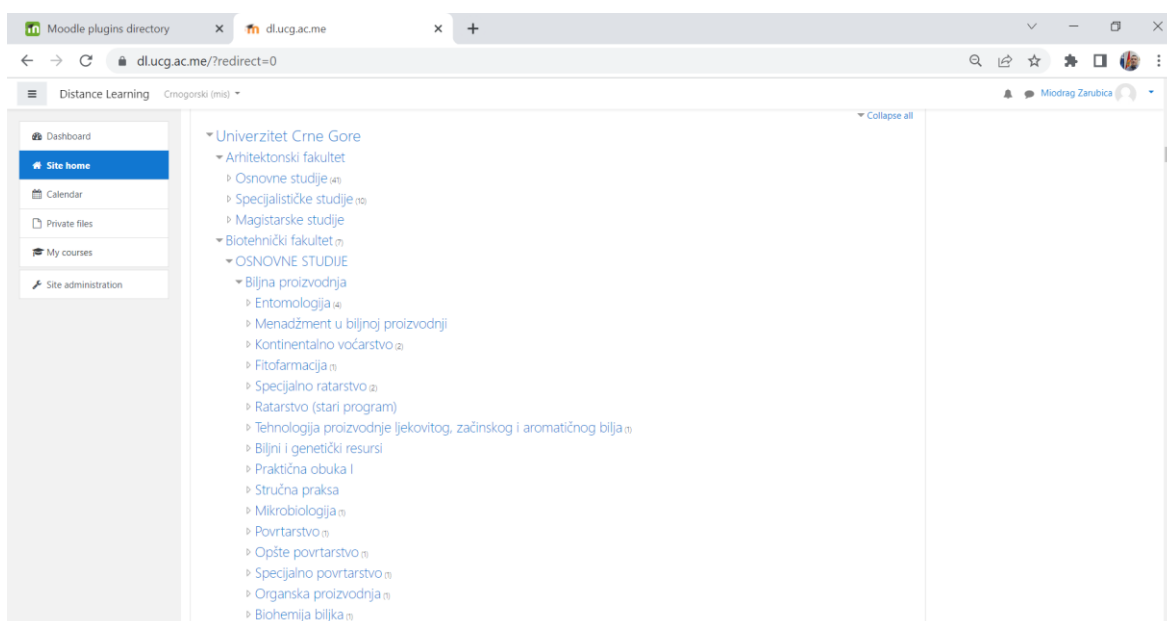 Moodle plugins directory
dl.ucg.ac.me
dl.ucg.ac.me/?redirect=0
Distance Learning Crnogorski (mis)
Miodrag Zarubica
Dashboard
Site home
Calendar
Private files
My courses
Site administration
Collapse all
Univerzitet Crne Gore
Arhitektonski fakultet
Osnovne studije (41)
Specijalističke studije (10)
Magistarske studije
Biotehnički fakultet (7)
OSNOVNE STUDIJE
Biljna proizvodnja
Entomologija (4)
Menadžment u biljnoj proizvodnji
Kontinentalno voćarstvo (2)
Fitofarmacija (1)
Specijalno ratarstvo (2)
Ratarstvo (stari program)
Tehnologija proizvodnje ljekovitog, začinskog i aromatičnog bilja (1)
Biljni i genetički resursi
Praktična obuka I
Stručna praksa
Mikrobiologija (1)
Povrtarstvo (1)
Opšte povrtarstvo (1)
Specijalno povrtarstvo (1)
Organska proizvodnja (1)
Biohemija biljka (1)